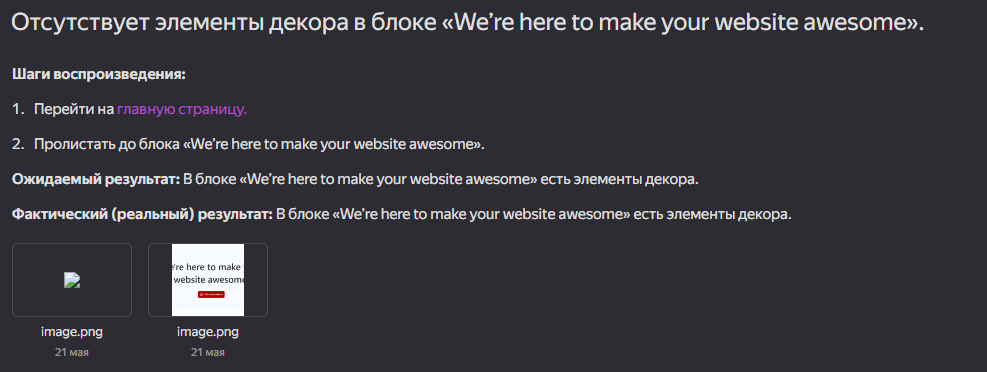 Отсутствует элементы декора в блоке «We’re here to make your website awesome».
Шаги воспроизведения:
1. Перейти на главную страницу.
2. Пролистать до блока «We’re here to make your website awesome».
Ожидаемый результат: В блоке «We’re here to make your website awesome» есть элементы декора.
Фактический (реальный) результат: В блоке «We’re here to make your website awesome» есть элементы декора.
're here to make
website awesome
image.png image.png
21 мая 21 мая